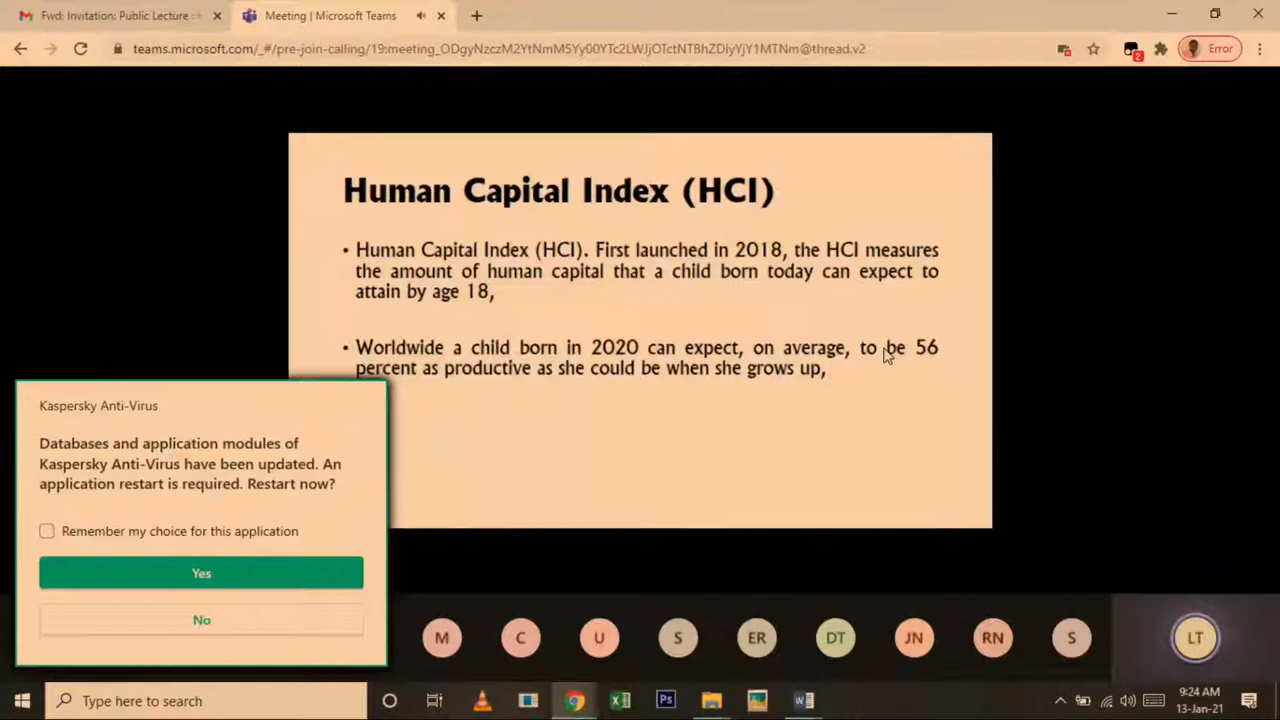 Fwd: Invitation: Public Lecture :
Meeting | Microsoft Teams
teams.microsoft.com/_#/pre-join-calling/19:meeting_ODgyNzczM2YtNmM5Yy00YTc2LWJjOTctNTBhZDIyYjY1MTNm@thread.v2
2
Error
Human Capital Index (HCI)
• Human Capital Index (HCI). First launched in 2018, the HCI measures
the amount of human capital that a child born today can expect to
attain by age 18,
• Worldwide a child born in 2020 can expect, on average, to be 56
percent as productive as she could be when she grows up,
Kaspersky Anti-Virus
Databases and application modules of
Kaspersky Anti-Virus have been updated. An
application restart is required. Restart now?
Remember my choice for this application
Yes
No
M C U S ER DT JN RN S LT
Type here to search
Ps
9:24 AM
13-Jan-21